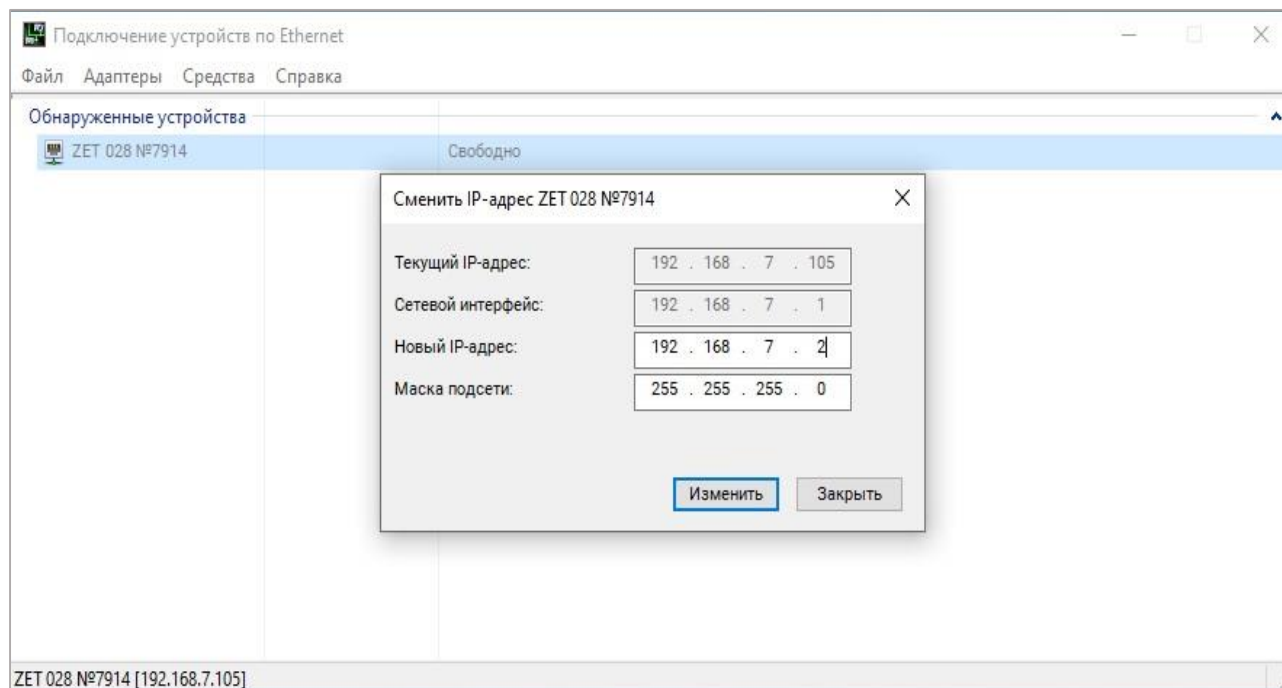 Подключение устройств по Ethernet
Файл Адаптеры Средства Справка
Обнаруженные устройства
ZET 028 №7914 Свободно
Сменить IP-адрес ZET 028 №7914
Текущий IP-адрес: 192 . 168 . 7 . 105
Сетевой интерфейс: 192 . 168 . 7 . 1
Новый IP-адрес: 192 . 168 . 7 . 2
Маска подсети: 255 . 255 . 255 . 0
Изменить Закрыть
ZET 028 №7914 [192.168.7.105]